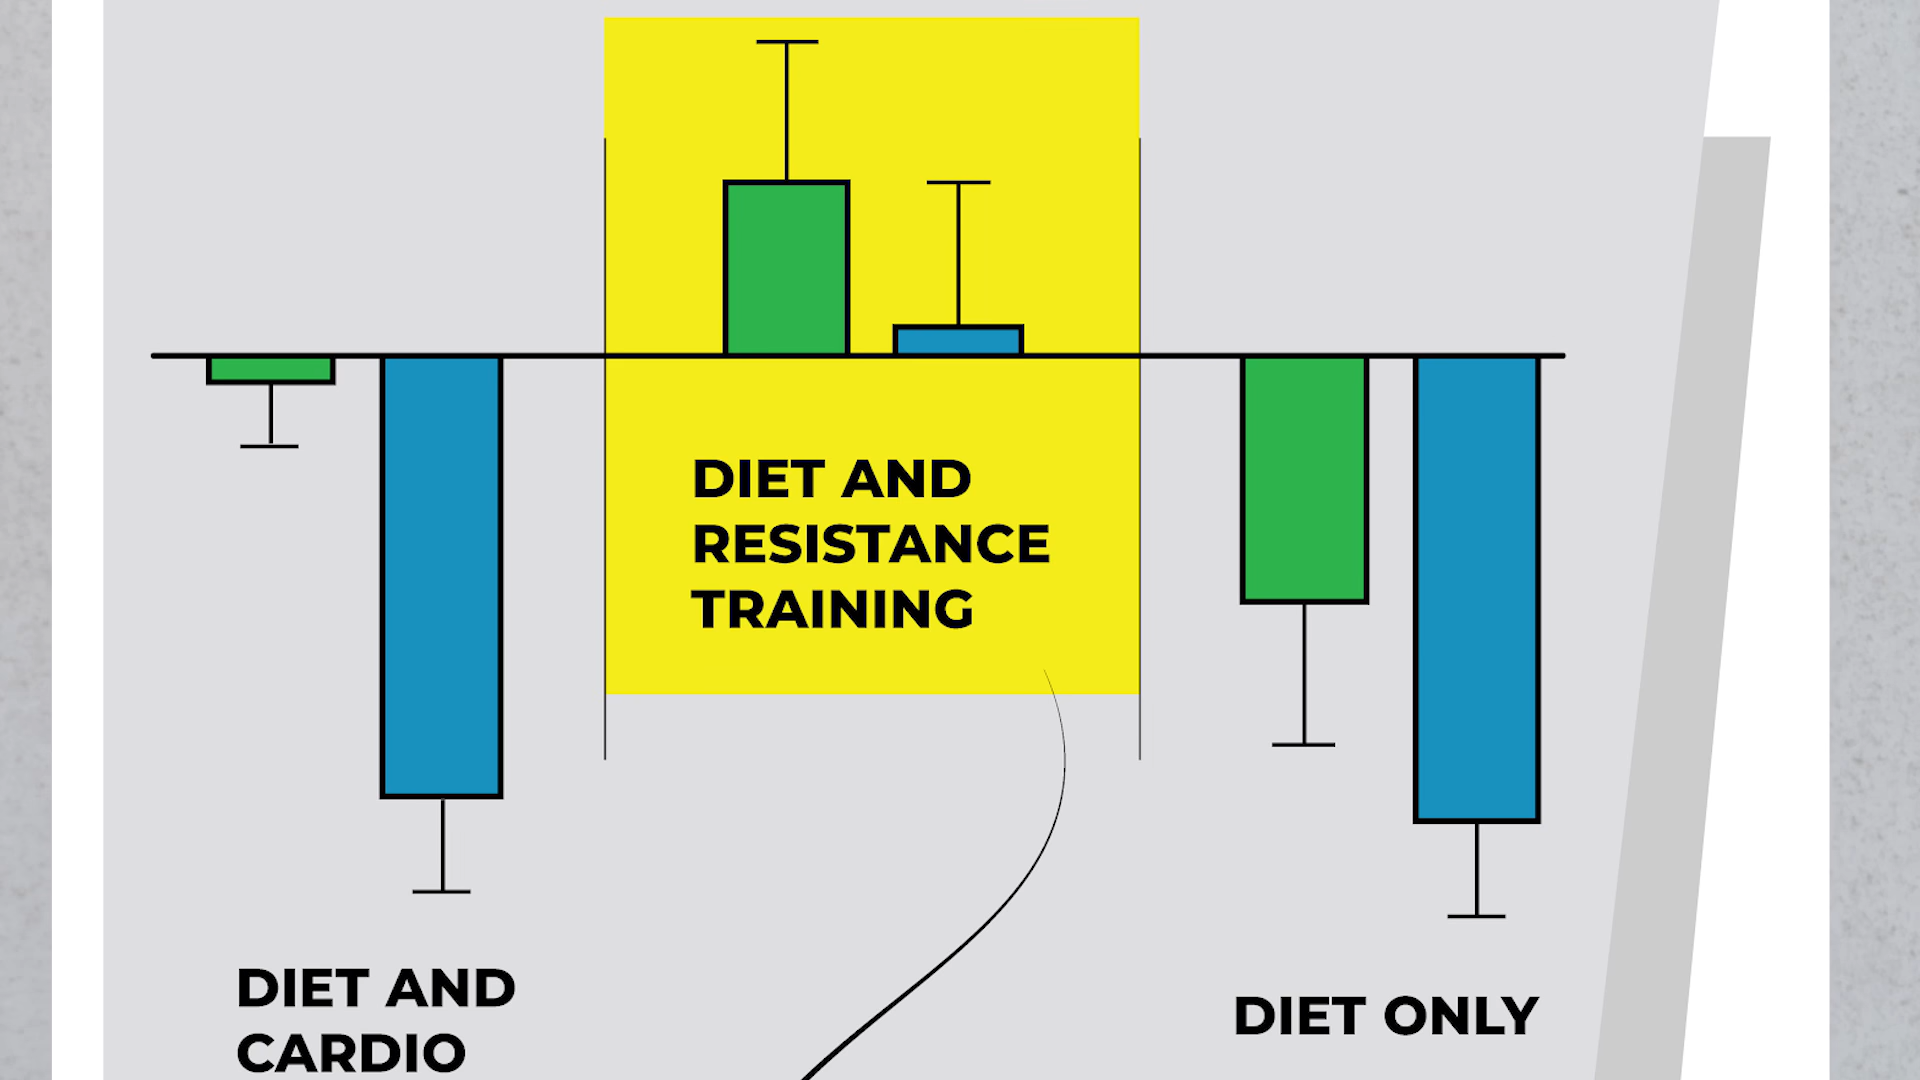 DIET AND
RESISTANCE
TRAINING
DIET AND
CARDIO
DIET ONLY